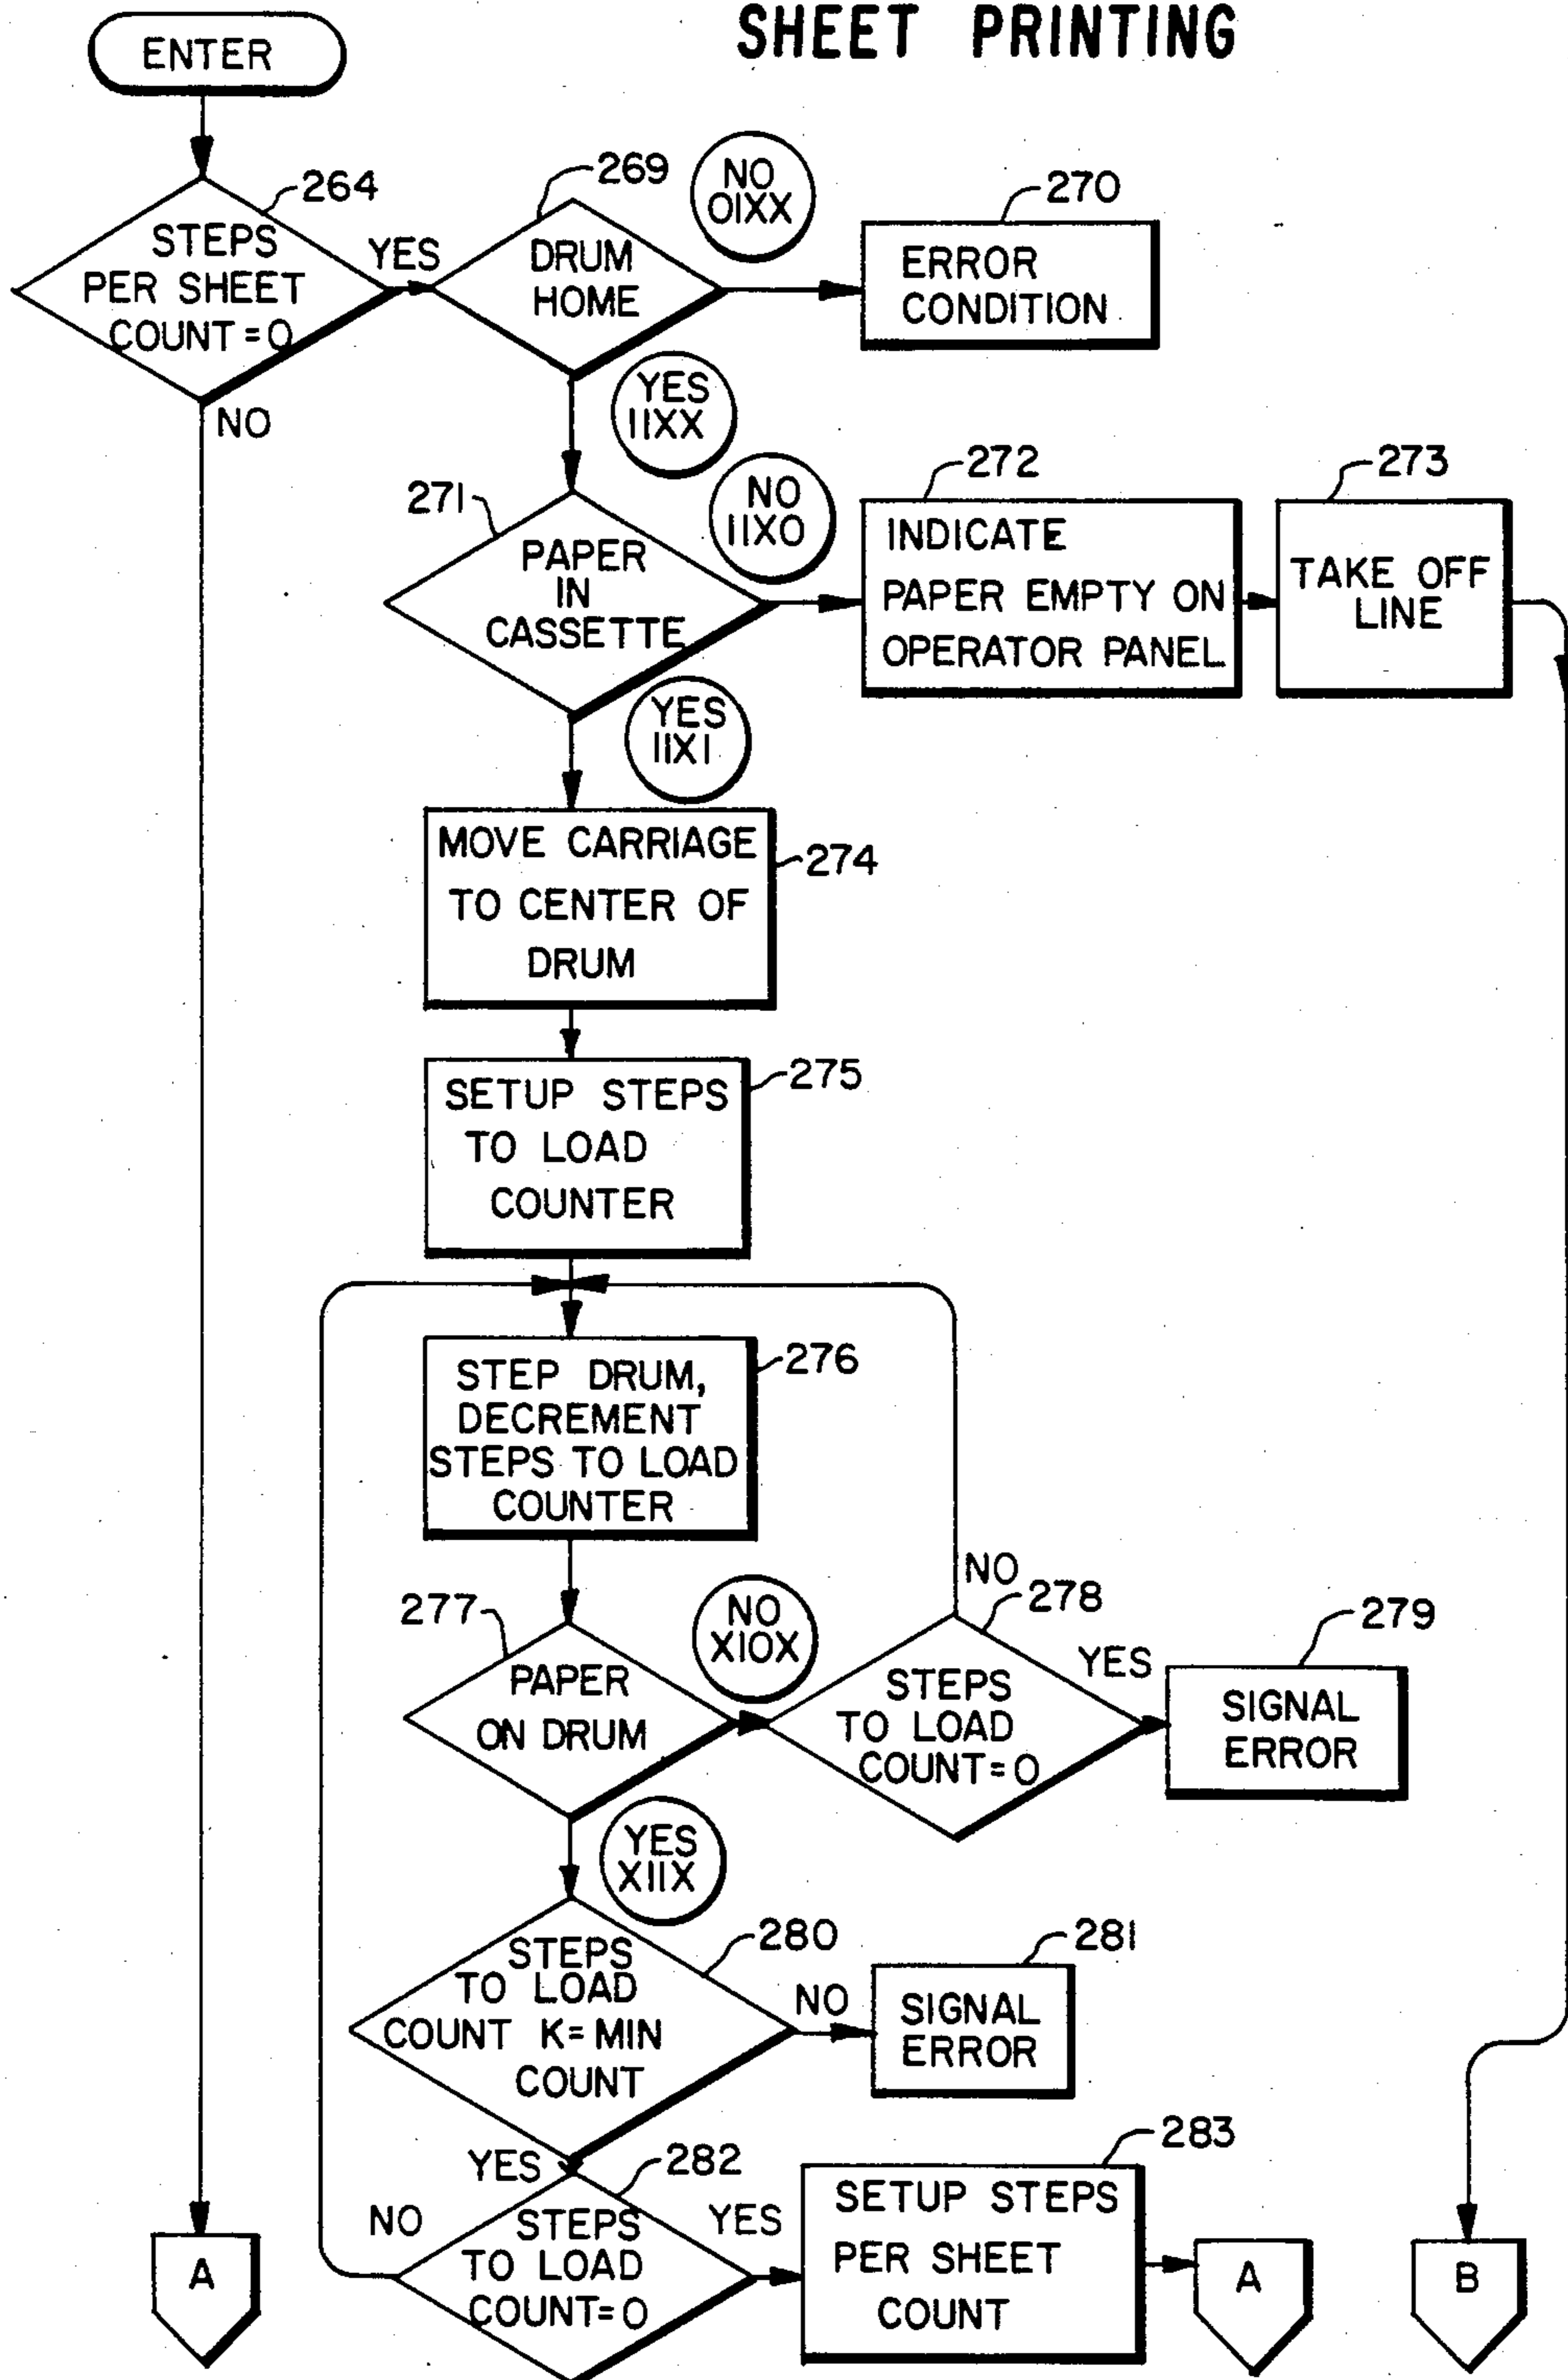 SHEET PRINTING
ENTER
264
STEPS
PER SHEET
COUNT = 0
YES
NO
269
DRUM
HOME
NO
01XX
270
ERROR
CONDITION
YES
11XX
271
PAPER
IN
CASSETTE
NO
11X0
272
INDICATE
PAPER EMPTY ON
OPERATOR PANEL
273
TAKE OFF
LINE
YES
11X1
MOVE CARRIAGE
TO CENTER OF
DRUM
274
SETUP STEPS
TO LOAD
COUNTER
275
STEP DRUM,
DECREMENT
STEPS TO LOAD
COUNTER
276
277
PAPER
ON DRUM
NO
X10X
NO
278
STEPS
TO LOAD
COUNT=0
YES
279
SIGNAL
ERROR
YES
X11X
280
STEPS
TO LOAD
COUNT K=MIN
COUNT
NO
281
SIGNAL
ERROR
YES
282
NO
STEPS
TO LOAD
COUNT=0
YES
283
SETUP STEPS
PER SHEET
COUNT
A
A
B